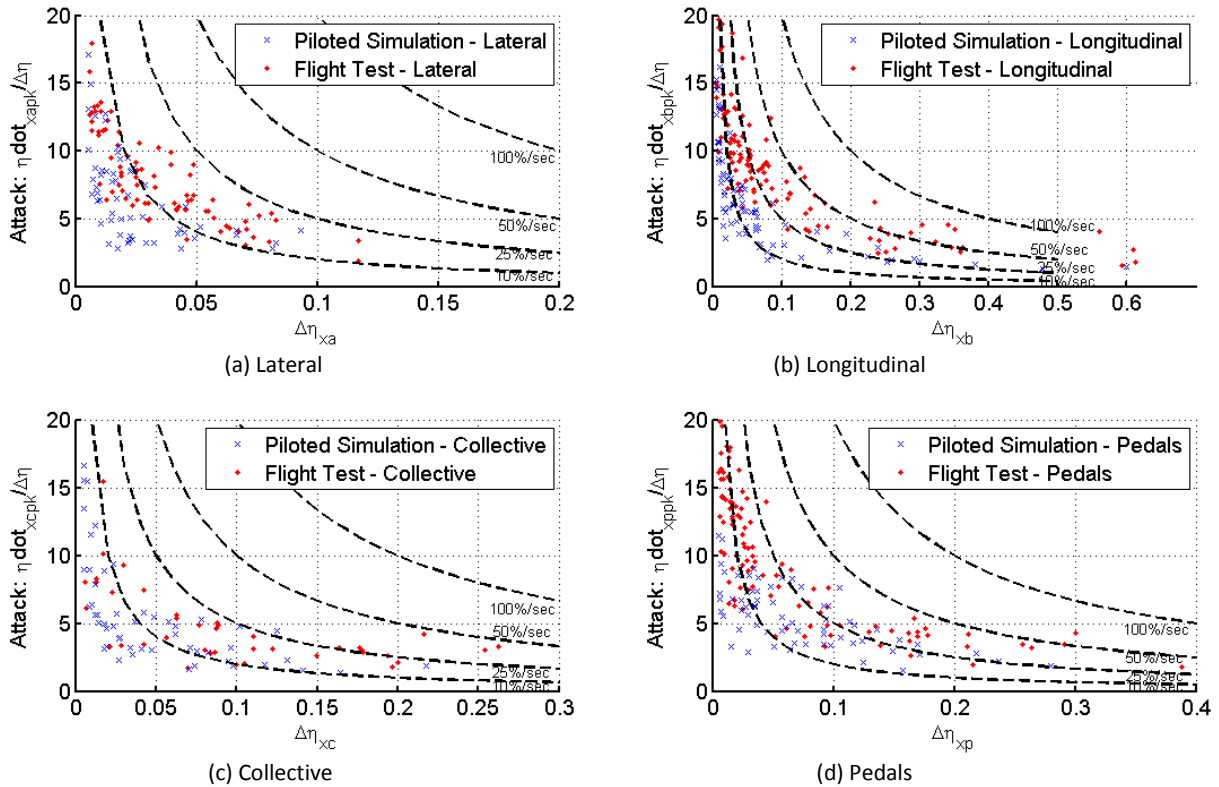 Attack: η dot_xapk/Δη
20
15
10
5
0
Piloted Simulation - Lateral
Flight Test - Lateral
100%/sec
50%/sec
25%/sec
10%/sec
0 0.05 0.1 0.15 0.2
Δη_xa
(a) Lateral
Attack: η dot_xbpk/Δη
20
15
10
5
0
Piloted Simulation - Longitudinal
Flight Test - Longitudinal
100%/sec
50%/sec
25%/sec
10%/sec
0 0.1 0.2 0.3 0.4 0.5 0.6
Δη_xb
(b) Longitudinal
Attack: η dot_xcpk/Δη
20
15
10
5
0
Piloted Simulation - Collective
Flight Test - Collective
100%/sec
50%/sec
25%/sec
10%/sec
0 0.05 0.1 0.15 0.2 0.25 0.3
Δη_xc
(c) Collective
Attack: η dot_xppk/Δη
20
15
10
5
0
Piloted Simulation - Pedals
Flight Test - Pedals
100%/sec
50%/sec
25%/sec
10%/sec
0 0.1 0.2 0.3 0.4
Δη_xp
(d) Pedals